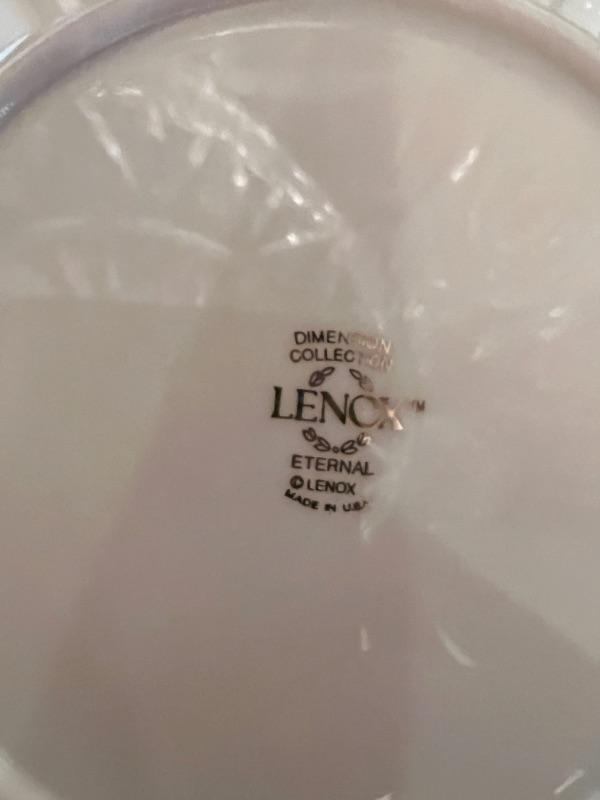 DIMENSION
COLLECTION
LENOX™
ETERNAL
© LENOX
MADE IN U.S.A.